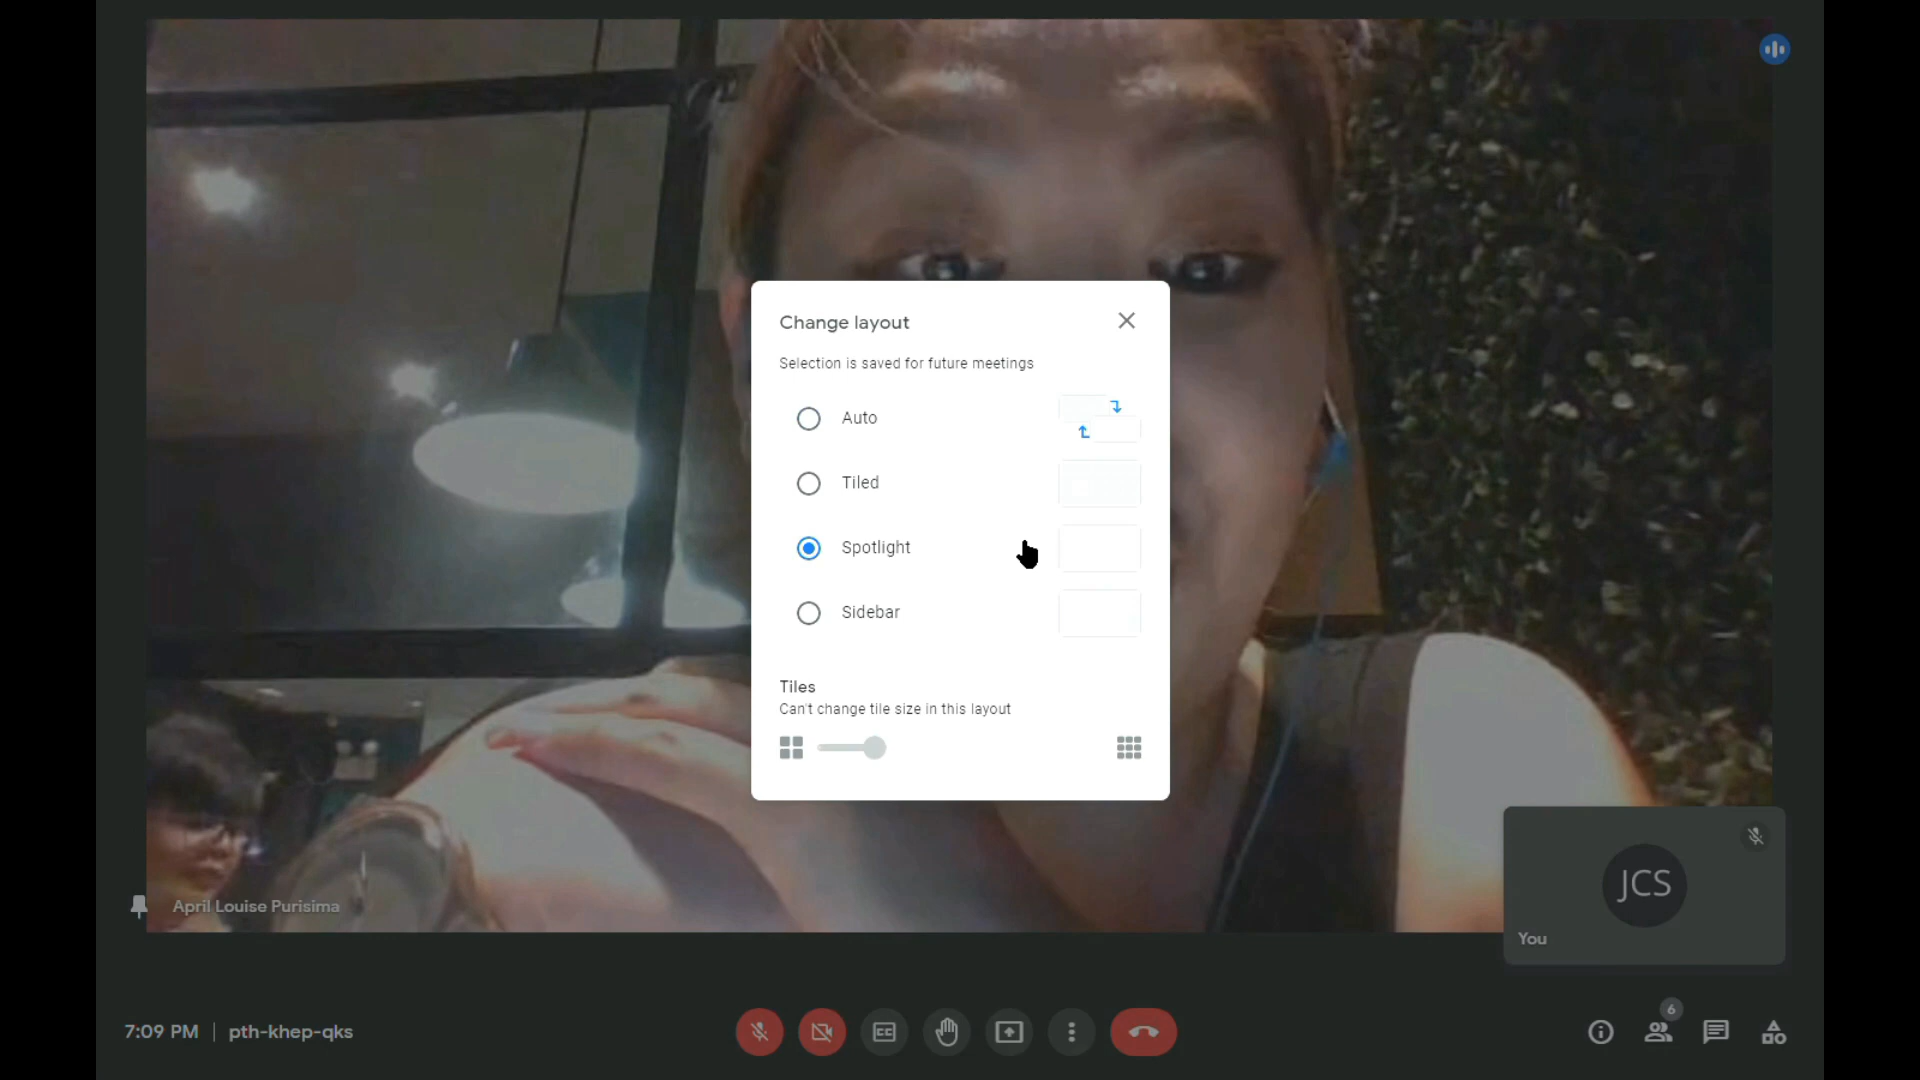 Change layout
Selection is saved for future meetings
Auto
Tiled
Spotlight
Sidebar
Tiles
Can't change tile size in this layout
April Louise Purisima
JCS
You
7:09 PM | pth-khep-qks
CC
6